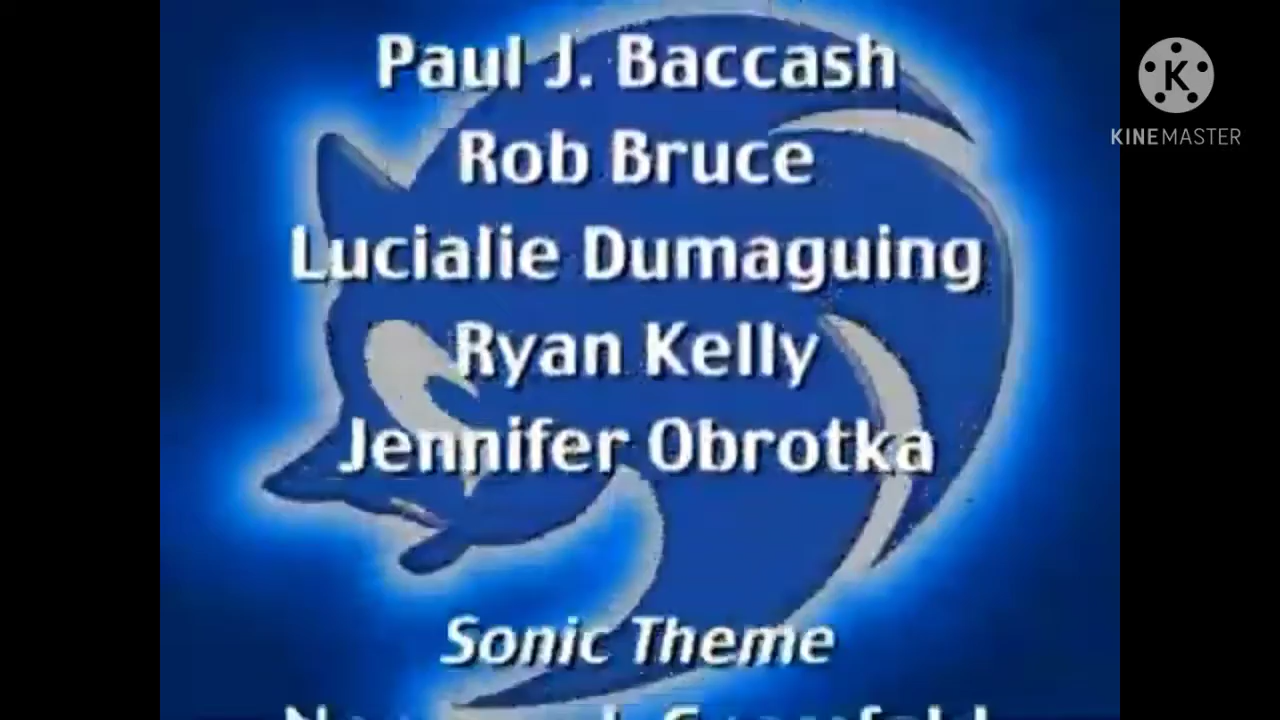 Paul J. Baccash
Rob Bruce
Lucialie Dumaguing
Ryan Kelly
Jennifer Obrotka
Sonic Theme
K
KINEMASTER